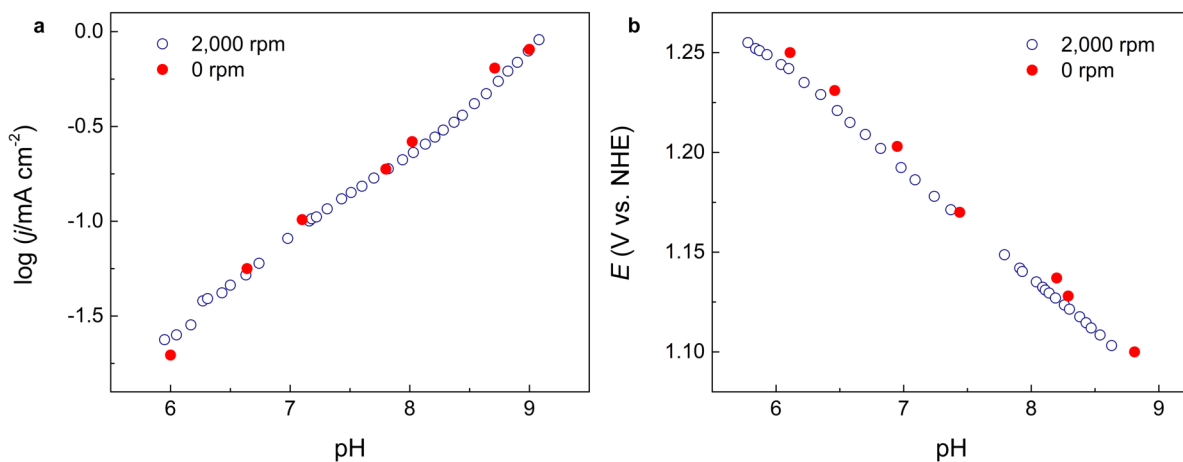 a
2,000 rpm
0 rpm
0.0
-0.5
-1.0
-1.5
log (j/mA cm-2)
6 7 8 9
pH
b
2,000 rpm
0 rpm
1.25
1.20
1.15
1.10
E (V vs. NHE)
6 7 8 9
pH